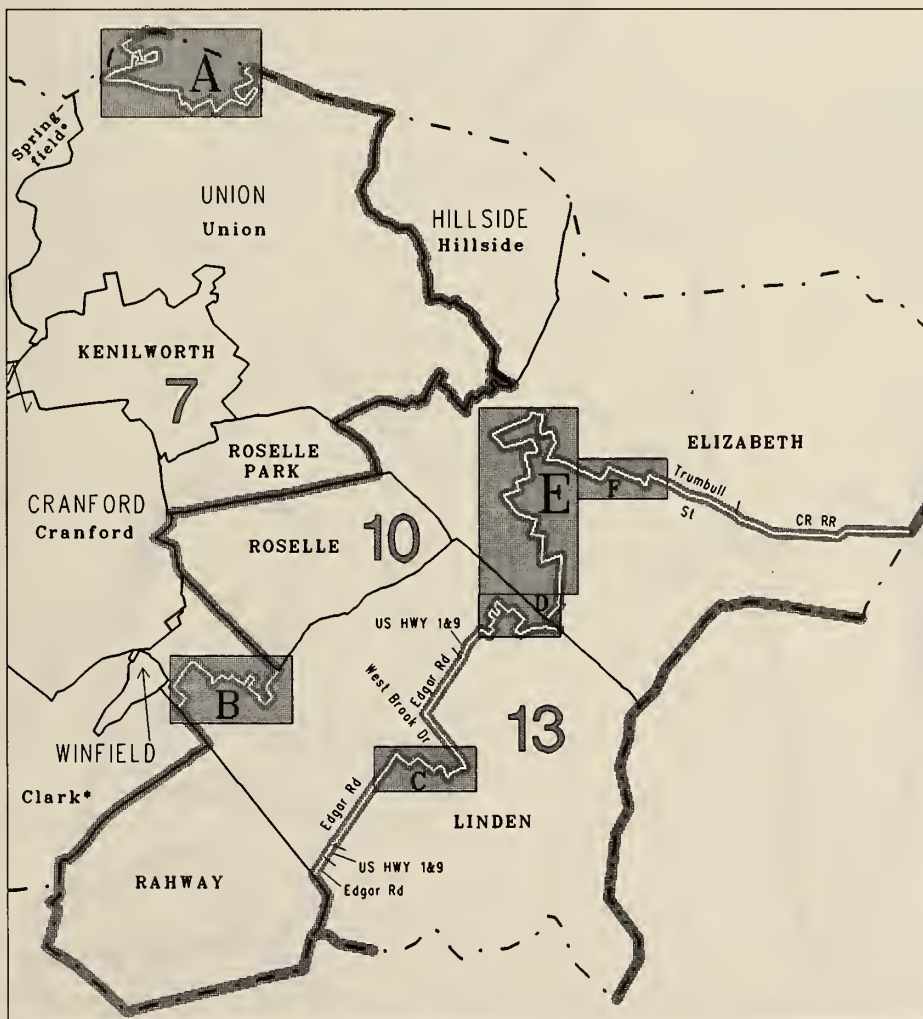 A
Spring-
field*
UNION
Union
HILLSIDE
Hillside
KENILWORTH
7
ROSELLE
PARK
ELIZABETH
E
F
Trumbull
St
CR RR
CRANFORD
Cranford
ROSELLE
10
D
US HWY 1&9
Edgar Rd
West Brook Dr
B
13
WINFIELD
C
Clark*
Edgar Rd
LINDEN
US HWY 1&9
Edgar Rd
RAHWAY